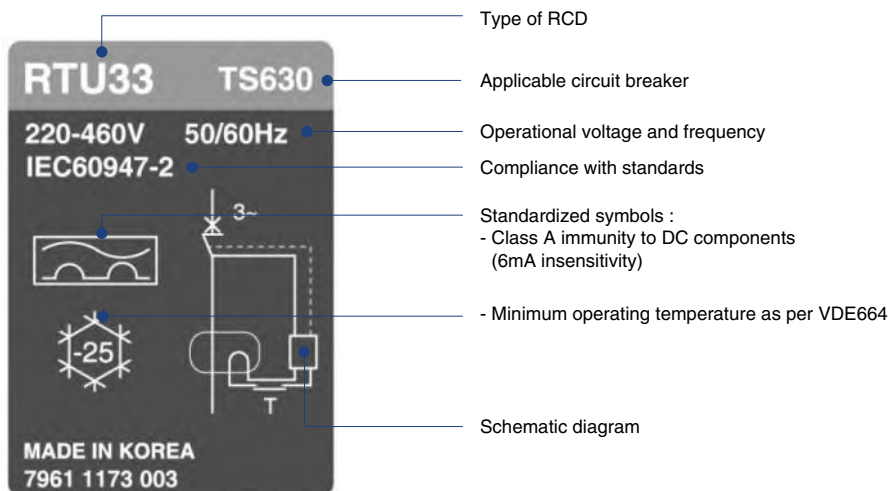 Type of RCD
RTU33 TS630
Applicable circuit breaker
220-460V 50/60Hz
Operational voltage and frequency
IEC60947-2
Compliance with standards
3~
Standardized symbols :
- Class A immunity to DC components
(6mA insensitivity)
- Minimum operating temperature as per VDE664
-25
T
Schematic diagram
MADE IN KOREA
7961 1173 003